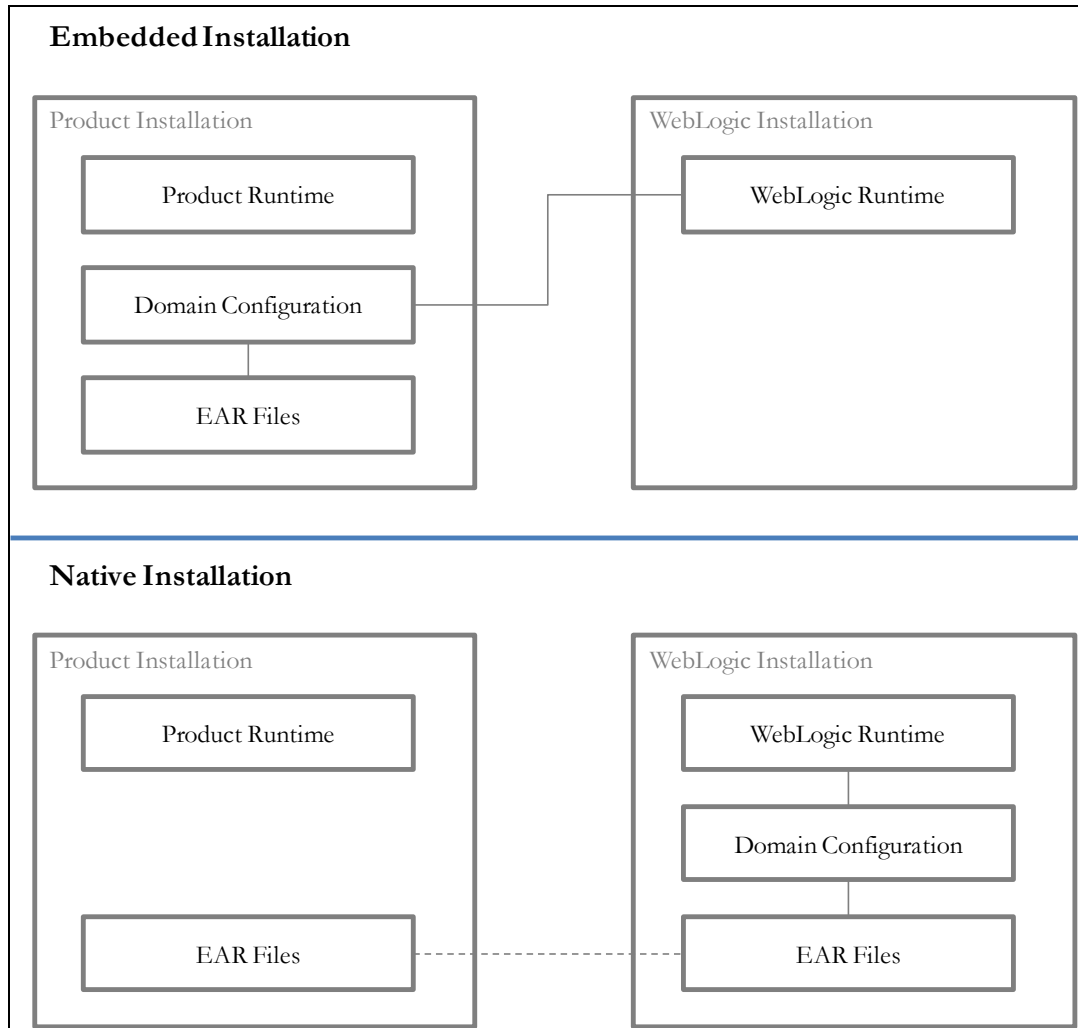 Embedded Installation
Product Installation
WebLogic Installation
Product Runtime
WebLogic Runtime
Domain Configuration
EAR Files
Native Installation
Product Installation
WebLogic Installation
Product Runtime
WebLogic Runtime
Domain Configuration
EAR Files
EAR Files